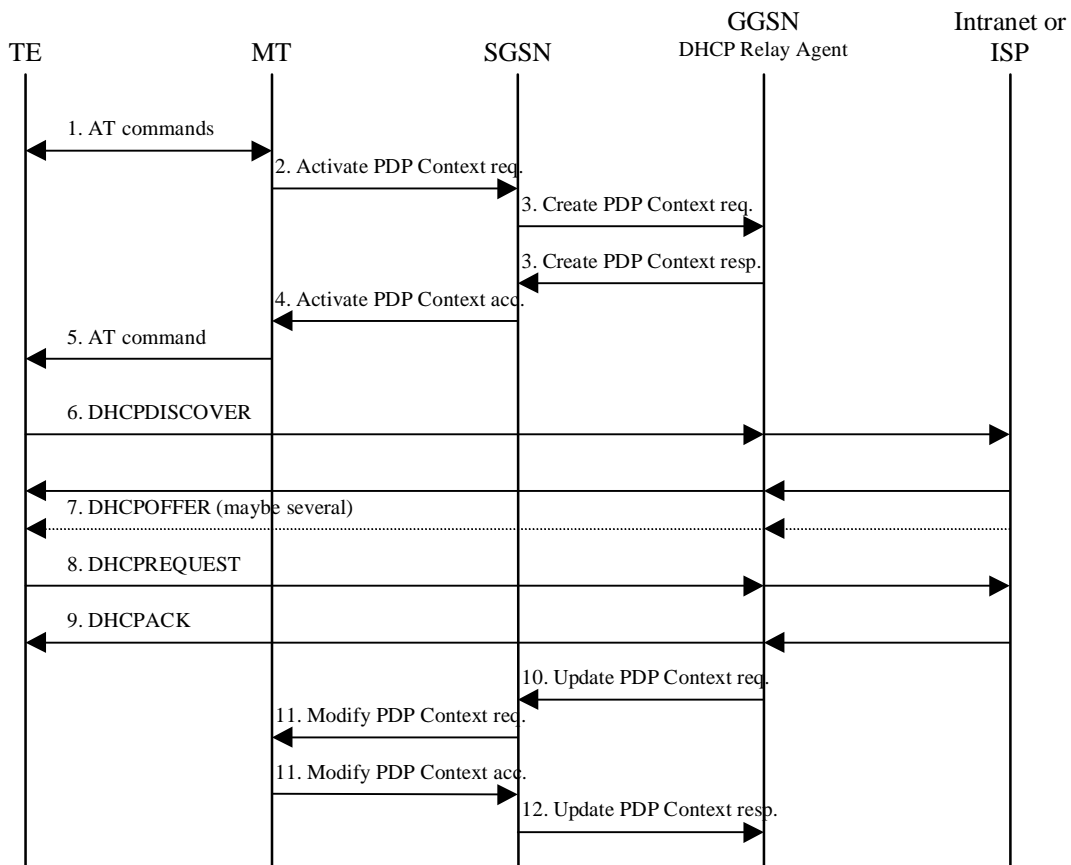 GGSN
Intranet or
TE
MT
SGSN
DHCP Relay Agent
ISP
1. AT commands
2. Activate PDP Context req.
3. Create PDP Context req.
3. Create PDP Context resp.
4. Activate PDP Context acc.
5. AT command
6. DHCPDISCOVER
7. DHCPOFFER (maybe several)
8. DHCPREQUEST
9. DHCPACK
10. Update PDP Context req.
11. Modify PDP Context req.
11. Modify PDP Context acc.
12. Update PDP Context resp.